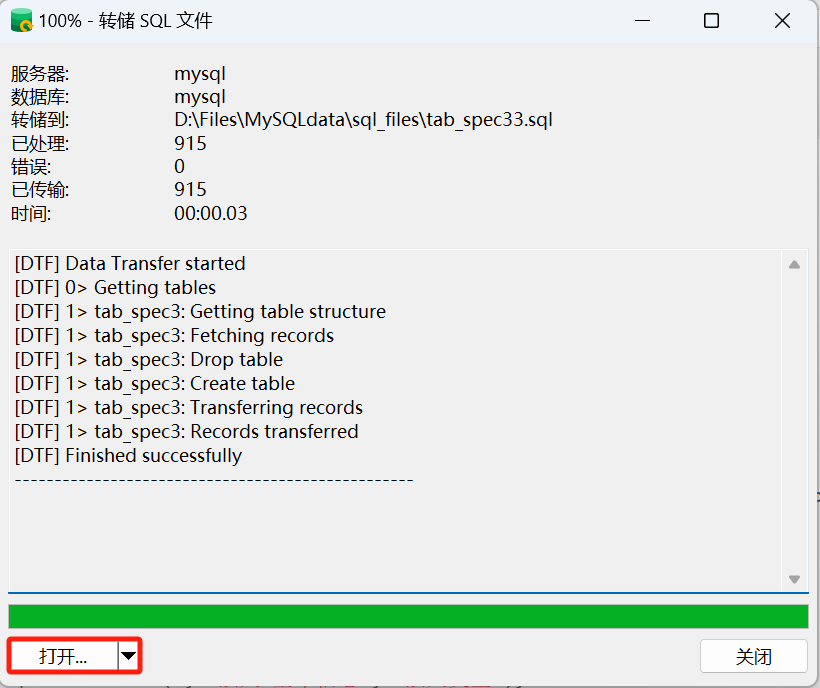 100% - 转储 SQL 文件
服务器: mysql
数据库: mysql
转储到: D:\Files\MySQLdata\sql_files\tab_spec33.sql
已处理: 915
错误: 0
已传输: 915
时间: 00:00.03
[DTF] Data Transfer started
[DTF] 0> Getting tables
[DTF] 1> tab_spec3: Getting table structure
[DTF] 1> tab_spec3: Fetching records
[DTF] 1> tab_spec3: Drop table
[DTF] 1> tab_spec3: Create table
[DTF] 1> tab_spec3: Transferring records
[DTF] 1> tab_spec3: Records transferred
[DTF] Finished successfully
--------------------------------------------------
打开... 关闭